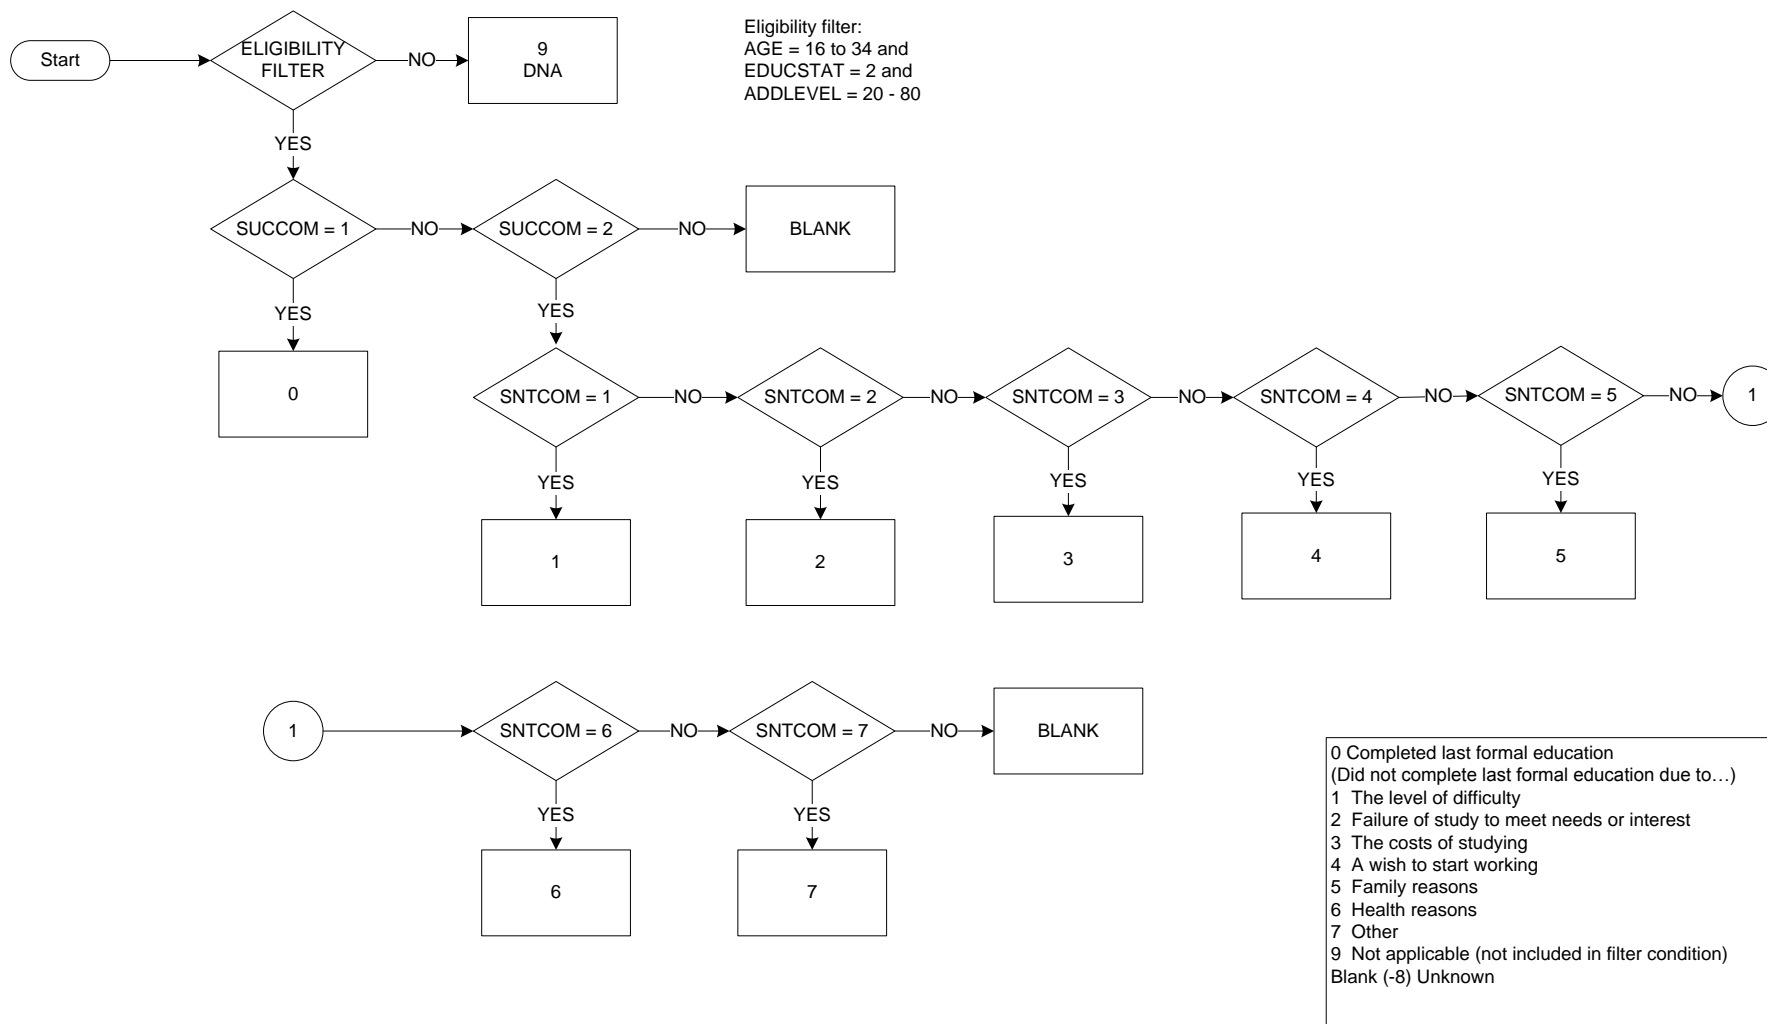 Start
ELIGIBILITY
FILTER
NO
9
DNA
Eligibility filter:
AGE = 16 to 34 and
EDUCSTAT = 2 and
ADDLEVEL = 20 - 80
YES
SUCCOM = 1
NO
SUCCOM = 2
NO
BLANK
YES
YES
0
SNTCOM = 1
NO
SNTCOM = 2
NO
SNTCOM = 3
NO
SNTCOM = 4
NO
SNTCOM = 5
NO
1
YES
YES
YES
YES
YES
1
2
3
4
5
1
SNTCOM = 6
NO
SNTCOM = 7
NO
BLANK
YES
YES
6
7
0 Completed last formal education
(Did not complete last formal education due to…)
1 The level of difficulty
2 Failure of study to meet needs or interest
3 The costs of studying
4 A wish to start working
5 Family reasons
6 Health reasons
7 Other
9 Not applicable (not included in filter condition)
Blank (-8) Unknown